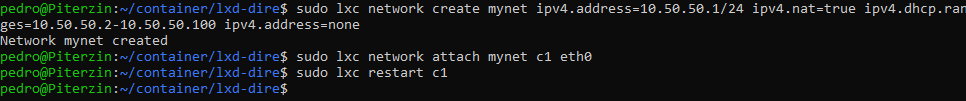 pedro@Piterzin:~/container/lxd-dire$ sudo lxc network create mynet ipv4.address=10.50.50.1/24 ipv4.nat=true ipv4.dhcp.ran
ges=10.50.50.2-10.50.50.100 ipv4.address=none
Network mynet created
pedro@Piterzin:~/container/lxd-dire$ sudo lxc network attach mynet c1 eth0
pedro@Piterzin:~/container/lxd-dire$ sudo lxc restart c1
pedro@Piterzin:~/container/lxd-dire$